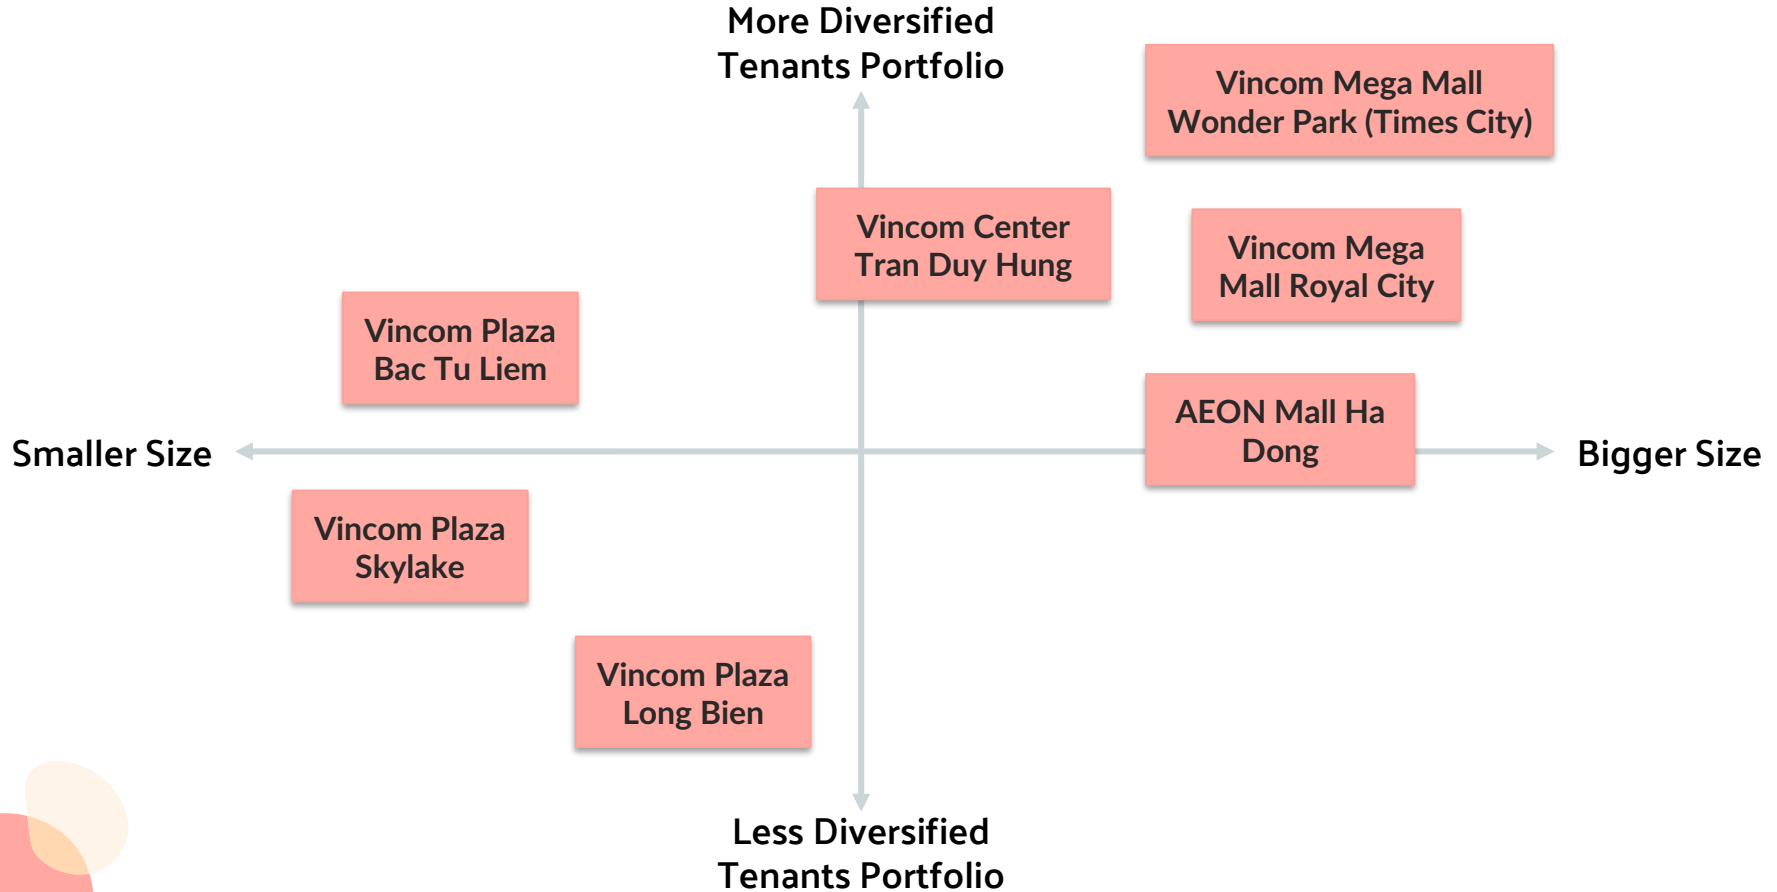 More Diversified
Tenants Portfolio
Vincom Mega Mall
Wonder Park (Times City)
Vincom Center
Tran Duy Hung
Vincom Mega
Mall Royal City
Vincom Plaza
Bac Tu Liem
AEON Mall Ha
Dong
Smaller Size
Bigger Size
Vincom Plaza
Skylake
Vincom Plaza
Long Bien
Less Diversified
Tenants Portfolio